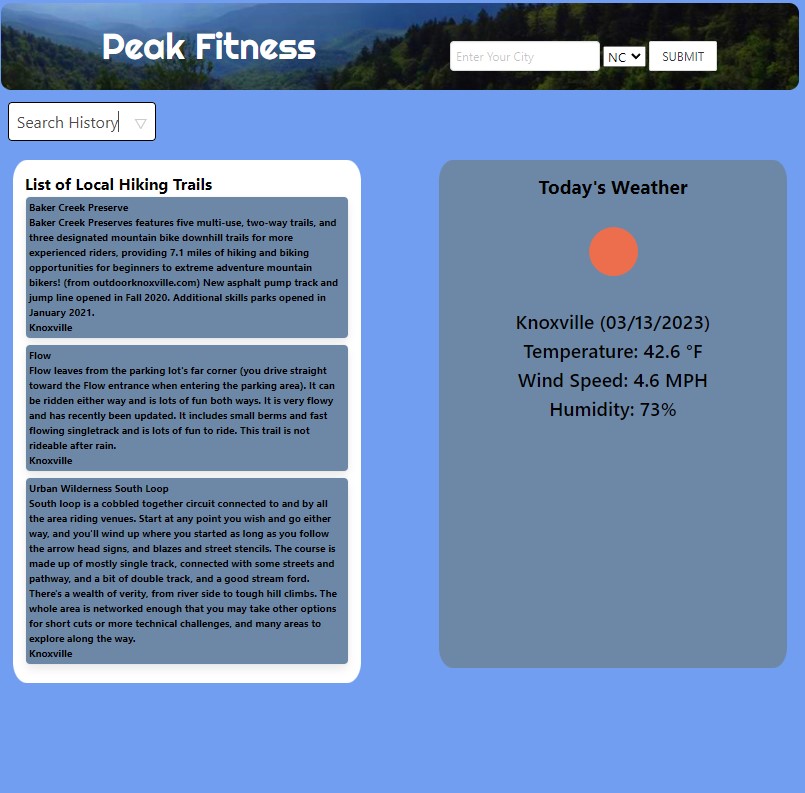 Peak Fitness
Enter Your City
NC
SUBMIT
Search History
List of Local Hiking Trails
Baker Creek Preserve
Baker Creek Preserves features five multi-use, two-way trails, and
three designated mountain bike downhill trails for more
experienced riders, providing 7.1 miles of hiking and biking
opportunities for beginners to extreme adventure mountain
bikers! (from outdoorknoxville.com) New asphalt pump track and
jump line opened in Fall 2020. Additional skills parks opened in
January 2021.
Knoxville
Flow
Flow leaves from the parking lot's far corner (you drive straight
toward the Flow entrance when entering the parking area). It can
be ridden either way and is lots of fun both ways. It is very flowy
and has recently been updated. It includes small berms and fast
flowing singletrack and is lots of fun to ride. This trail is not
rideable after rain.
Knoxville
Urban Wilderness South Loop
South loop is a cobbled together circuit connected to and by all
the area riding venues. Start at any point you wish and go either
way, and you'll wind up where you started as long as you follow
the arrow head signs, and blazes and street stencils. The course is
made up of mostly single track, connected with some streets and
pathway, and a bit of double track, and a good stream ford.
There's a wealth of verity, from river side to tough hill climbs. The
whole area is networked enough that you may take other options
for short cuts or more technical challenges, and many areas to
explore along the way.
Knoxville
Today's Weather
Knoxville (03/13/2023)
Temperature: 42.6 °F
Wind Speed: 4.6 MPH
Humidity: 73%